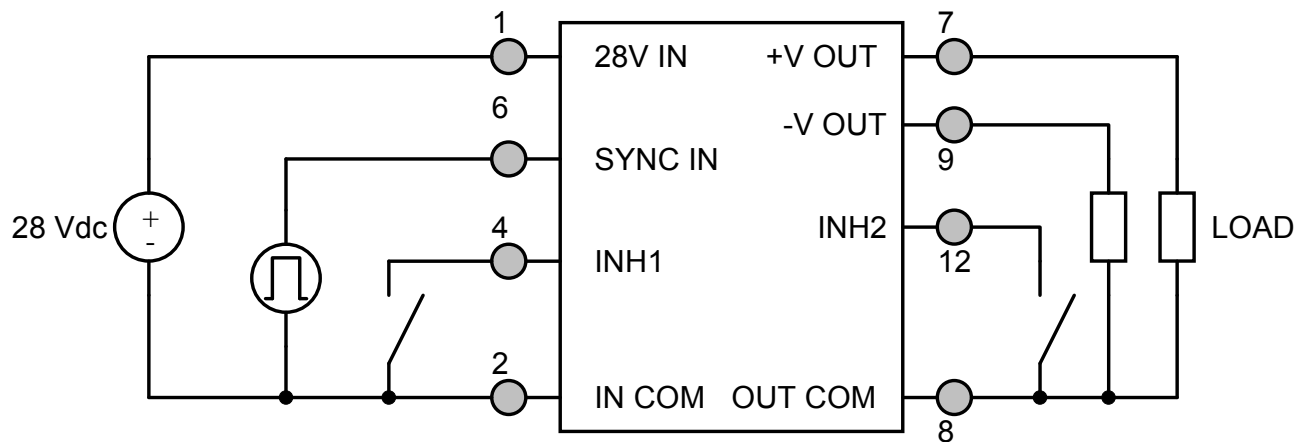 1
7
28V IN
+V OUT
6
-V OUT
9
SYNC IN
28 Vdc
+
-
4
INH1
INH2
12
LOAD
2
IN COM
OUT COM
8